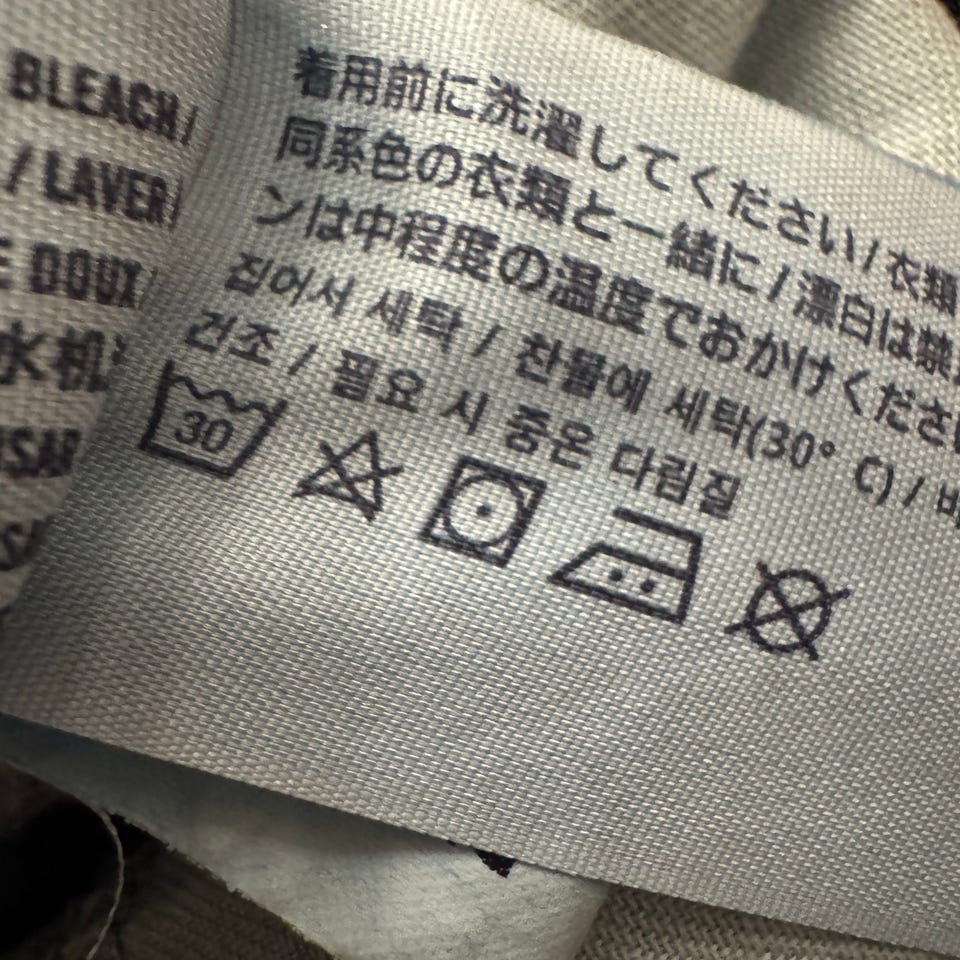 BLEACH/
/ LAVER/
DOUX/
水机
着用前に洗濯してください/衣類
同系色の衣類と一緒に/漂白は禁
ンは中程度の温度でおかけくださ
집어서 세탁 / 찬물에 세탁(30° C) /
건조 / 필요 시 중온 다림질
30